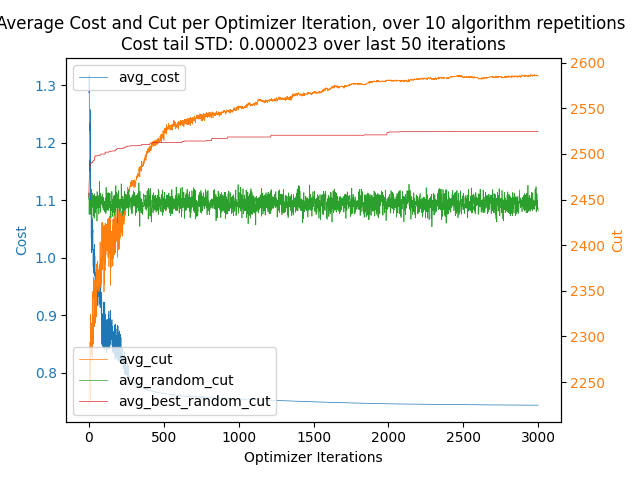 Average Cost and Cut per Optimizer Iteration, over 10 algorithm repetitions
Cost tail STD: 0.000023 over last 50 iterations
avg_cost
1.3
1.2
1.1
1.0
0.9
0.8
Cost
2600
2550
2500
2450
2400
2350
2300
2250
Cut
avg_cut
avg_random_cut
avg_best_random_cut
0 500 1000 1500 2000 2500 3000
Optimizer Iterations